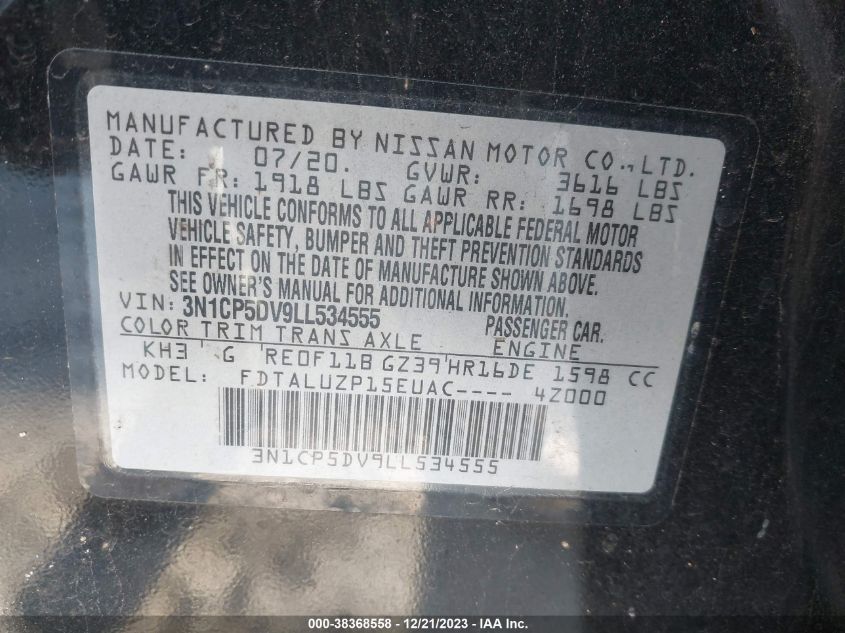 MANUFACTURED BY NISSAN MOTOR CO., LTD.
DATE: 07/20. GVWR: 3616 LBS
GAWR FR: 1918 LBS GAWR RR: 1698 LBS
THIS VEHICLE CONFORMS TO ALL APPLICABLE FEDERAL MOTOR
VEHICLE SAFETY, BUMPER AND THEFT PREVENTION STANDARDS
IN EFFECT ON THE DATE OF MANUFACTURE SHOWN ABOVE.
SEE OWNER'S MANUAL FOR ADDITIONAL INFORMATION.
VIN: 3N1CP5DV9LL534555 PASSENGER CAR.
COLOR TRIM TRANS AXLE ENGINE
KH3 G RE0F11B GZ39 HR16DE 1598 CC
MODEL: FDTALUZP15EUAC---- 4Z000
3N1CP5DV9LL534555
000-38368558 - 12/21/2023 - IAA Inc.